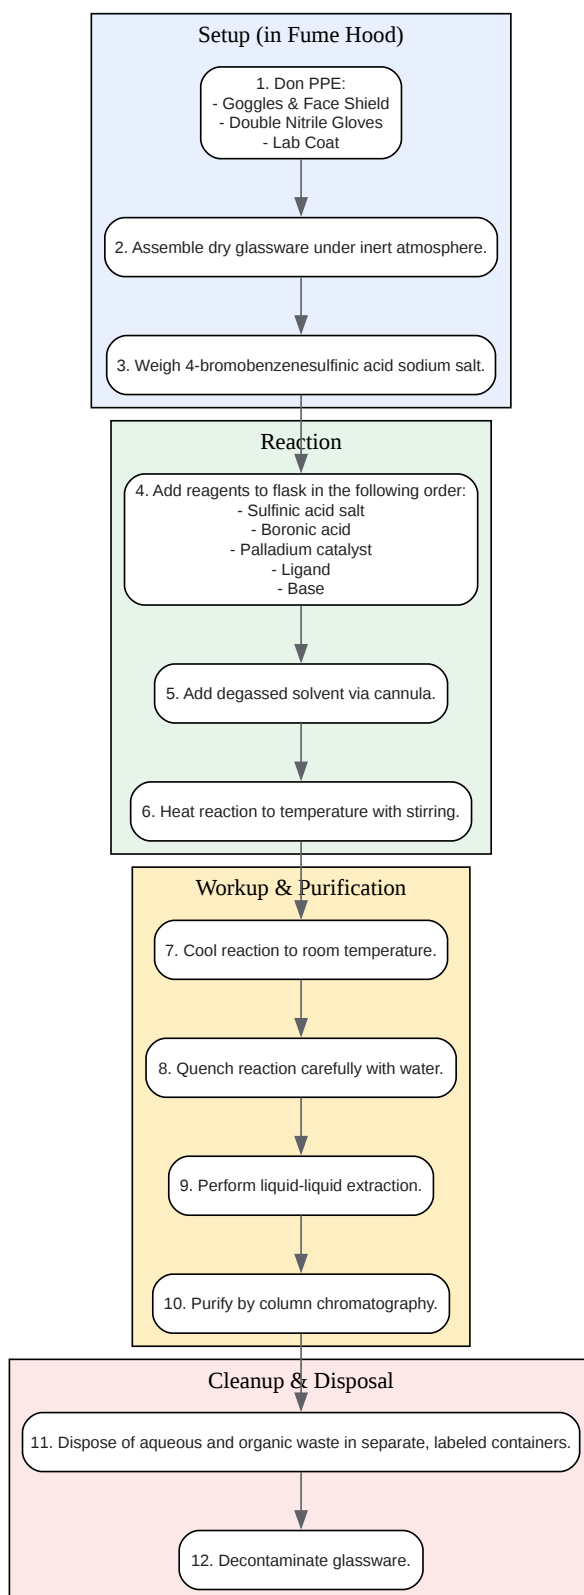 Setup (in Fume Hood)
1. Don PPE:
- Goggles & Face Shield
- Double Nitrile Gloves
- Lab Coat
2. Assemble dry glassware under inert atmosphere.
3. Weigh 4-bromobenzenesulfinic acid sodium salt.
Reaction
4. Add reagents to flask in the following order:
- Sulfinic acid salt
- Boronic acid
- Palladium catalyst
- Ligand
- Base
5. Add degassed solvent via cannula.
6. Heat reaction to temperature with stirring.
Workup & Purification
7. Cool reaction to room temperature.
8. Quench reaction carefully with water.
9. Perform liquid-liquid extraction.
10. Purify by column chromatography.
Cleanup & Disposal
11. Dispose of aqueous and organic waste in separate, labeled containers.
12. Decontaminate glassware.